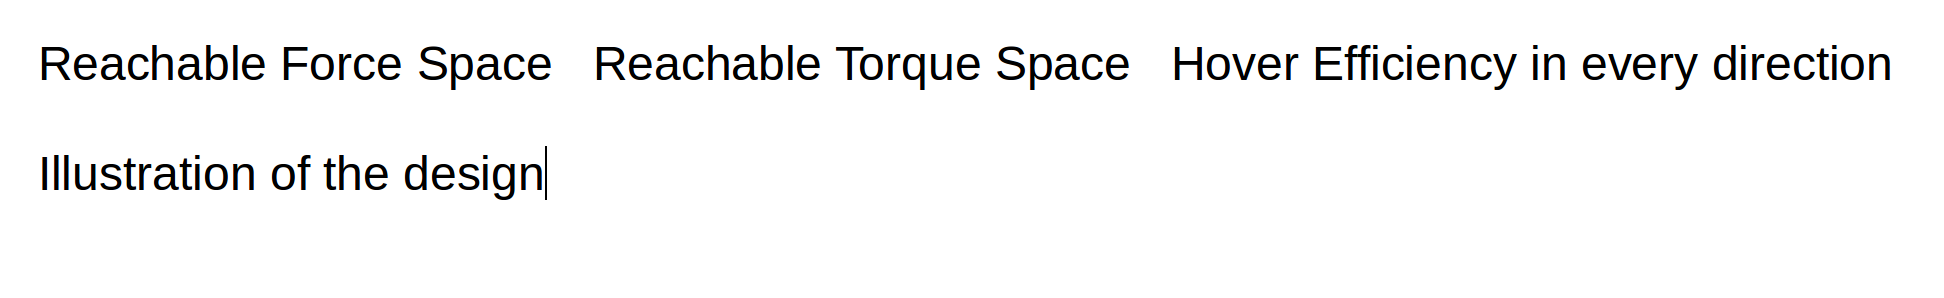 Reachable Force Space   Reachable Torque Space   Hover Efficiency in every direction
Illustration of the design